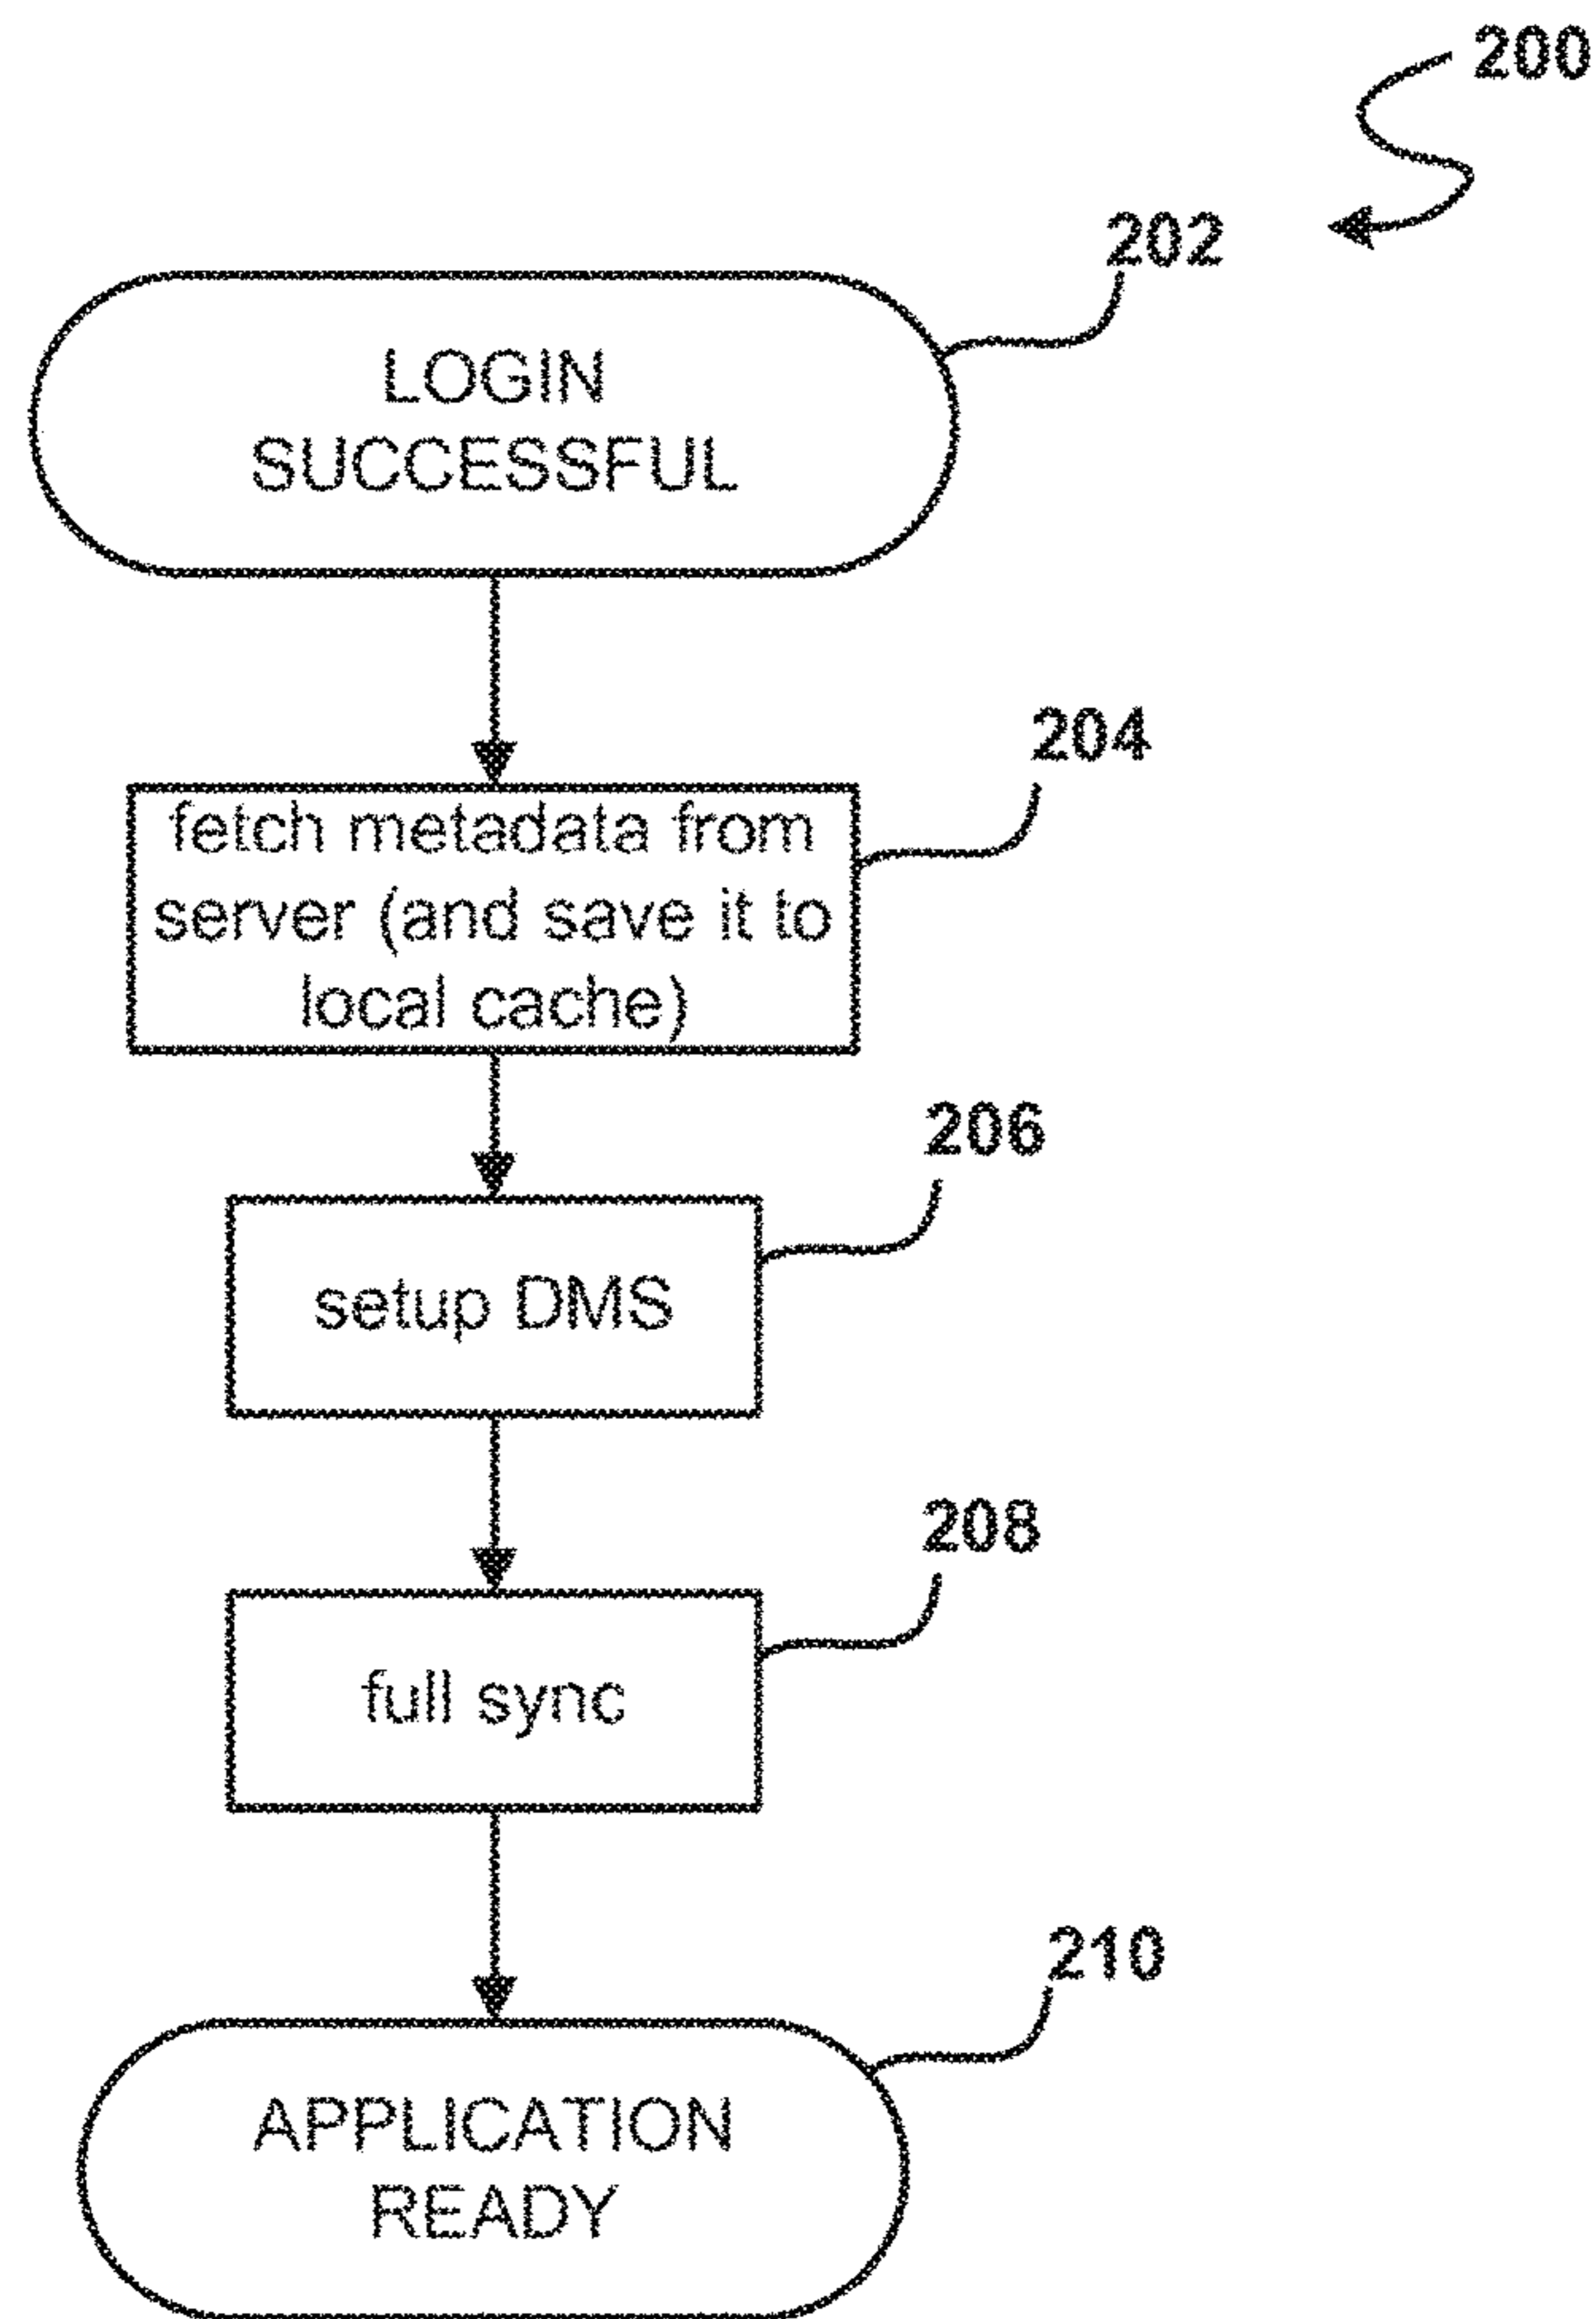 200
202
LOGIN
SUCCESSFUL
204
fetch metadata from
server (and save it to
local cache)
206
setup DMS
208
full sync
210
APPLICATION
READY